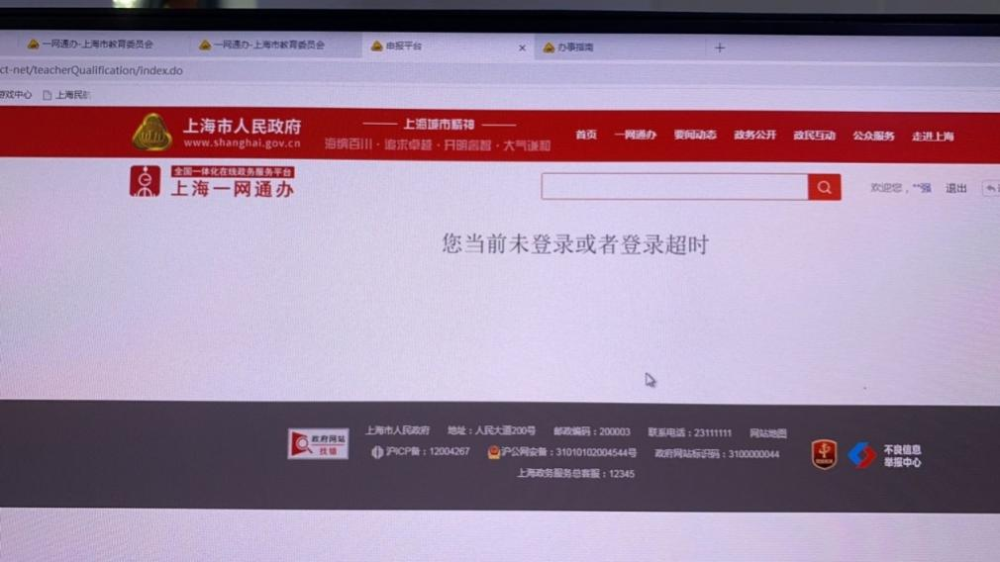 一网通办-上海市教育委员会
一网通办-上海市教育委员会
申报平台
办事指南
ct-net/teacherQualification/index.do
游戏中心
上海民
上海市人民政府
www.shanghai.gov.cn
上海城市精神
海纳百川·追求卓越·开明睿智·大气谦和
首页 一网通办 要闻动态 政务公开 政民互动 公众服务 走进上海
全国一体化在线政务服务平台
上海一网通办
欢迎您，**强 退出
您当前未登录或者登录超时
政府网站
找错
上海市人民政府 地址：人民大道200号 邮政编码：200003 联系电话：23111111 网站地图
沪ICP备：12004267 沪公网安备：31010102004544号 政府网站标识码：3100000044
上海政务服务总客服：12345
不良信息
举报中心